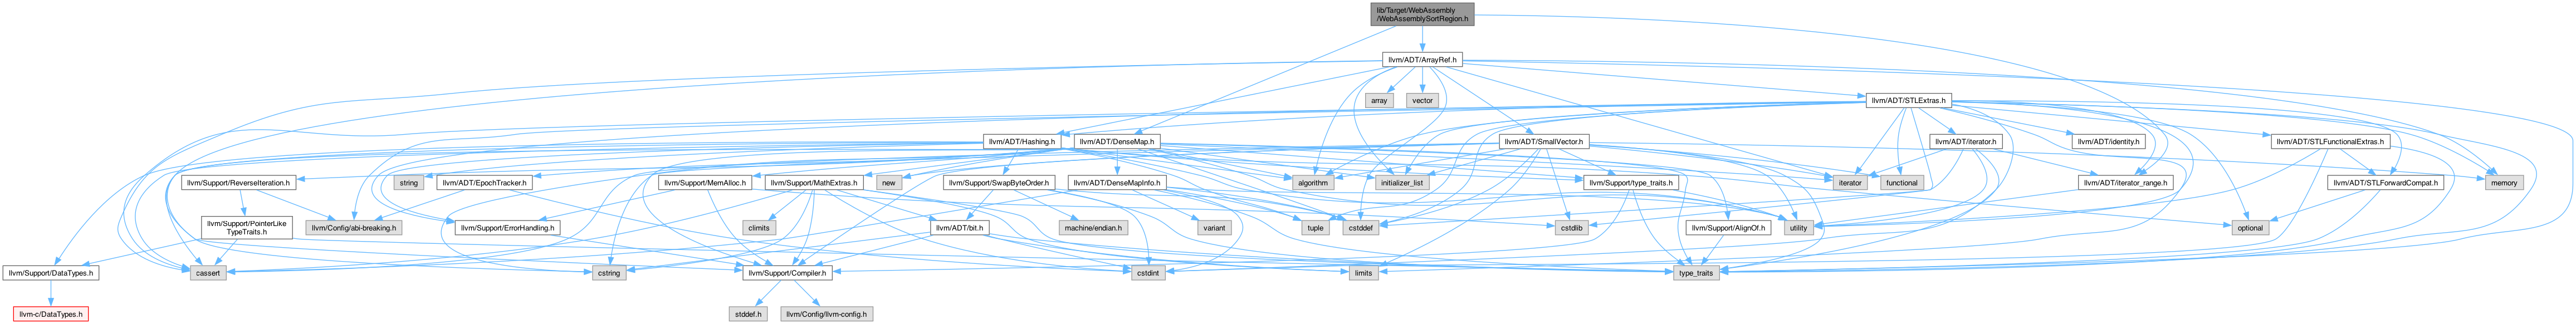 lib/Target/WebAssembly
/WebAssemblySortRegion.h
llvm/ADT/ArrayRef.h
array
vector
llvm/ADT/STLExtras.h
llvm/ADT/Hashing.h
llvm/ADT/DenseMap.h
llvm/ADT/SmallVector.h
llvm/ADT/iterator.h
llvm/ADT/identity.h
llvm/ADT/STLFunctionalExtras.h
llvm/Support/ReverseIteration.h
string
llvm/ADT/EpochTracker.h
llvm/Support/MemAlloc.h
llvm/Support/MathExtras.h
new
llvm/Support/SwapByteOrder.h
llvm/ADT/DenseMapInfo.h
algorithm
initializer_list
llvm/Support/type_traits.h
iterator
functional
llvm/ADT/iterator_range.h
llvm/ADT/STLForwardCompat.h
memory
llvm/Support/PointerLike
TypeTraits.h
llvm/Config/abi-breaking.h
llvm/Support/ErrorHandling.h
climits
llvm/ADT/bit.h
machine/endian.h
variant
tuple
cstddef
cstdlib
llvm/Support/AlignOf.h
utility
optional
llvm/Support/DataTypes.h
cassert
cstring
llvm/Support/Compiler.h
cstdint
limits
type_traits
llvm-c/DataTypes.h
stddef.h
llvm/Config/llvm-config.h